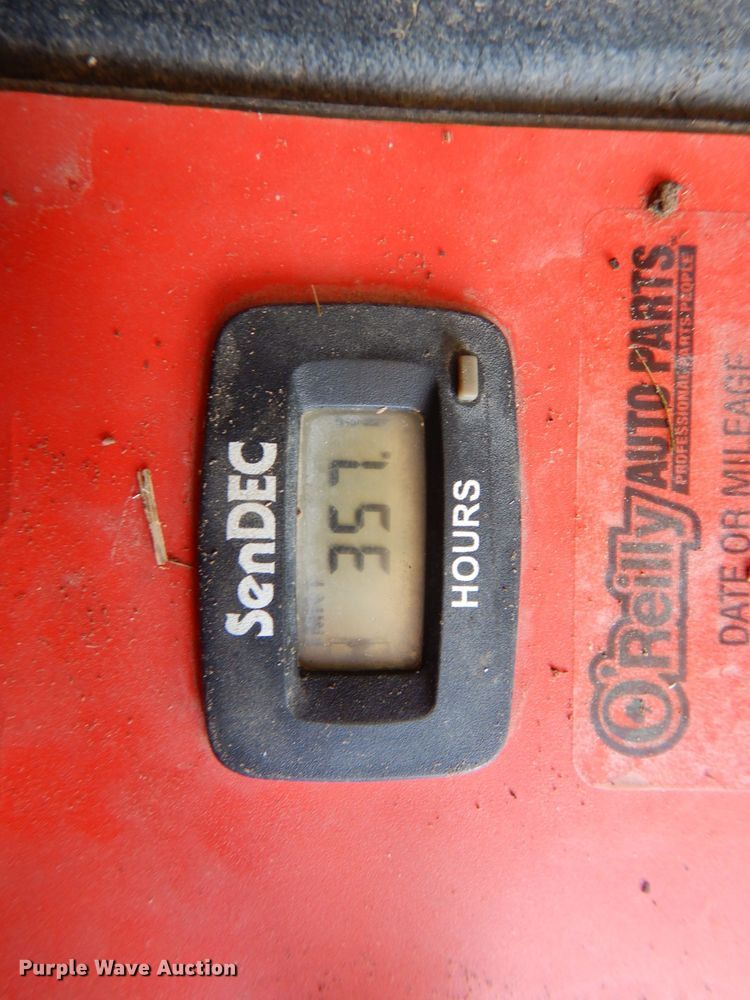 SenDEC
357.
HOURS
O'Reilly AUTO PARTS
PROFESSIONAL PARTS PEOPLE
DATE OR MILEAGE
Purple Wave Auction